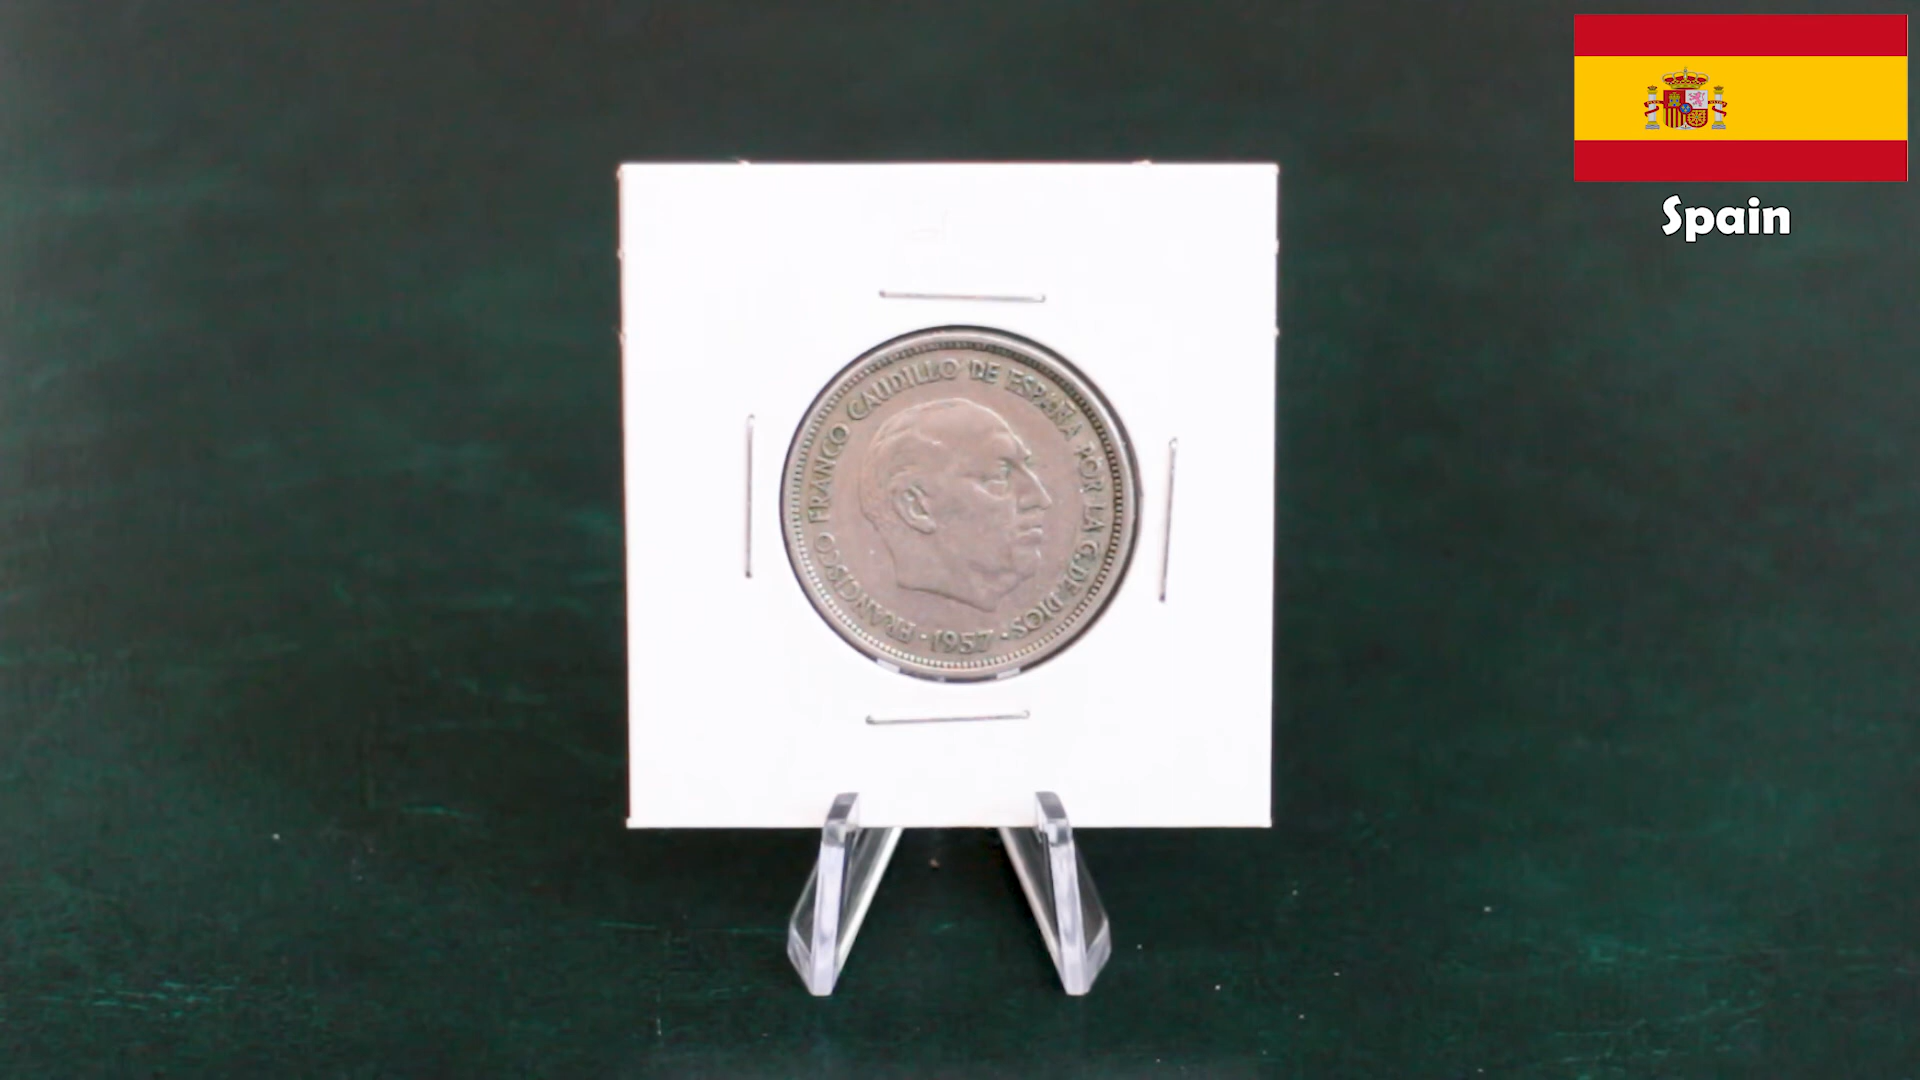 Spain
FRANCISCO FRANCO CAUDILLO DE ESPAÑA POR LA G. DE DIOS
· 1957 ·